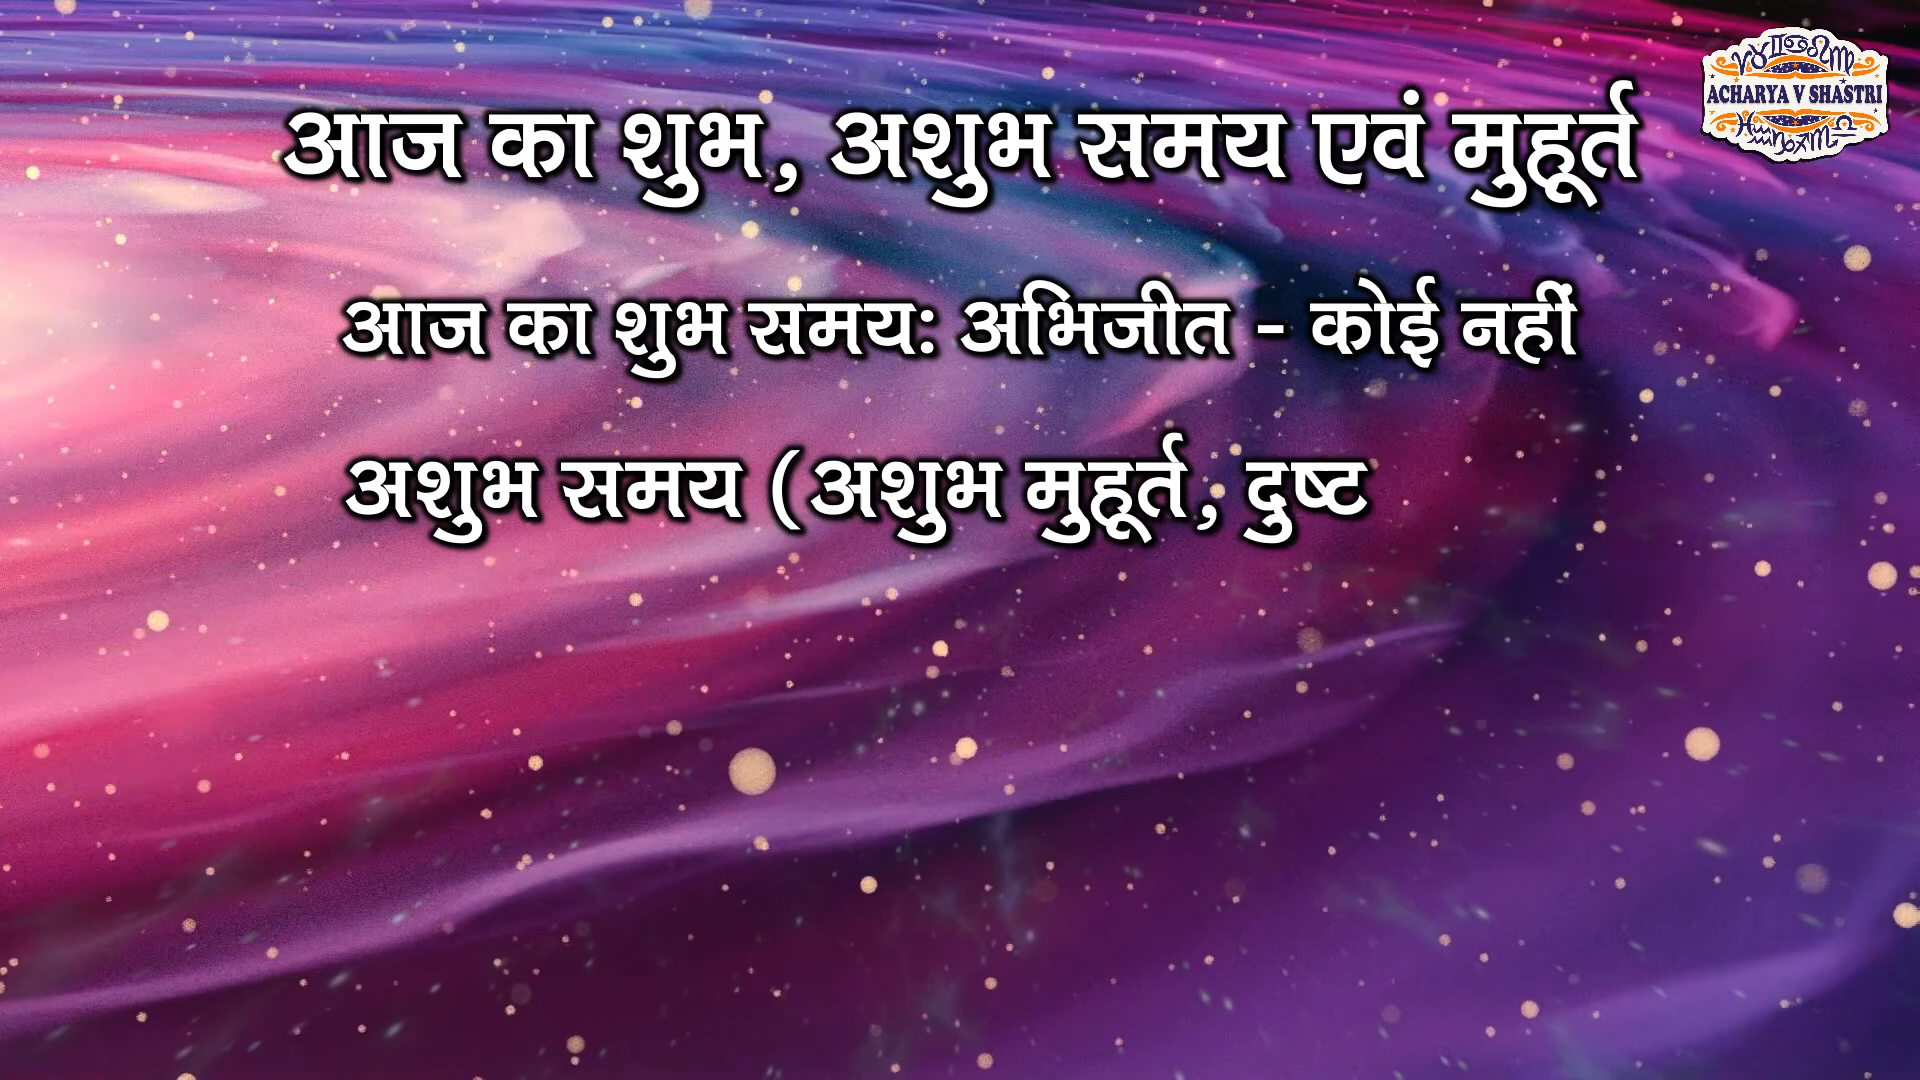 आज का शुभ, अशुभ समय एवं मुहूर्त
ACHARYA V SHASTRI
आज का शुभ समय: अभिजीत - कोई नहीं
अशुभ समय (अशुभ मुहूर्त, दुष्ट